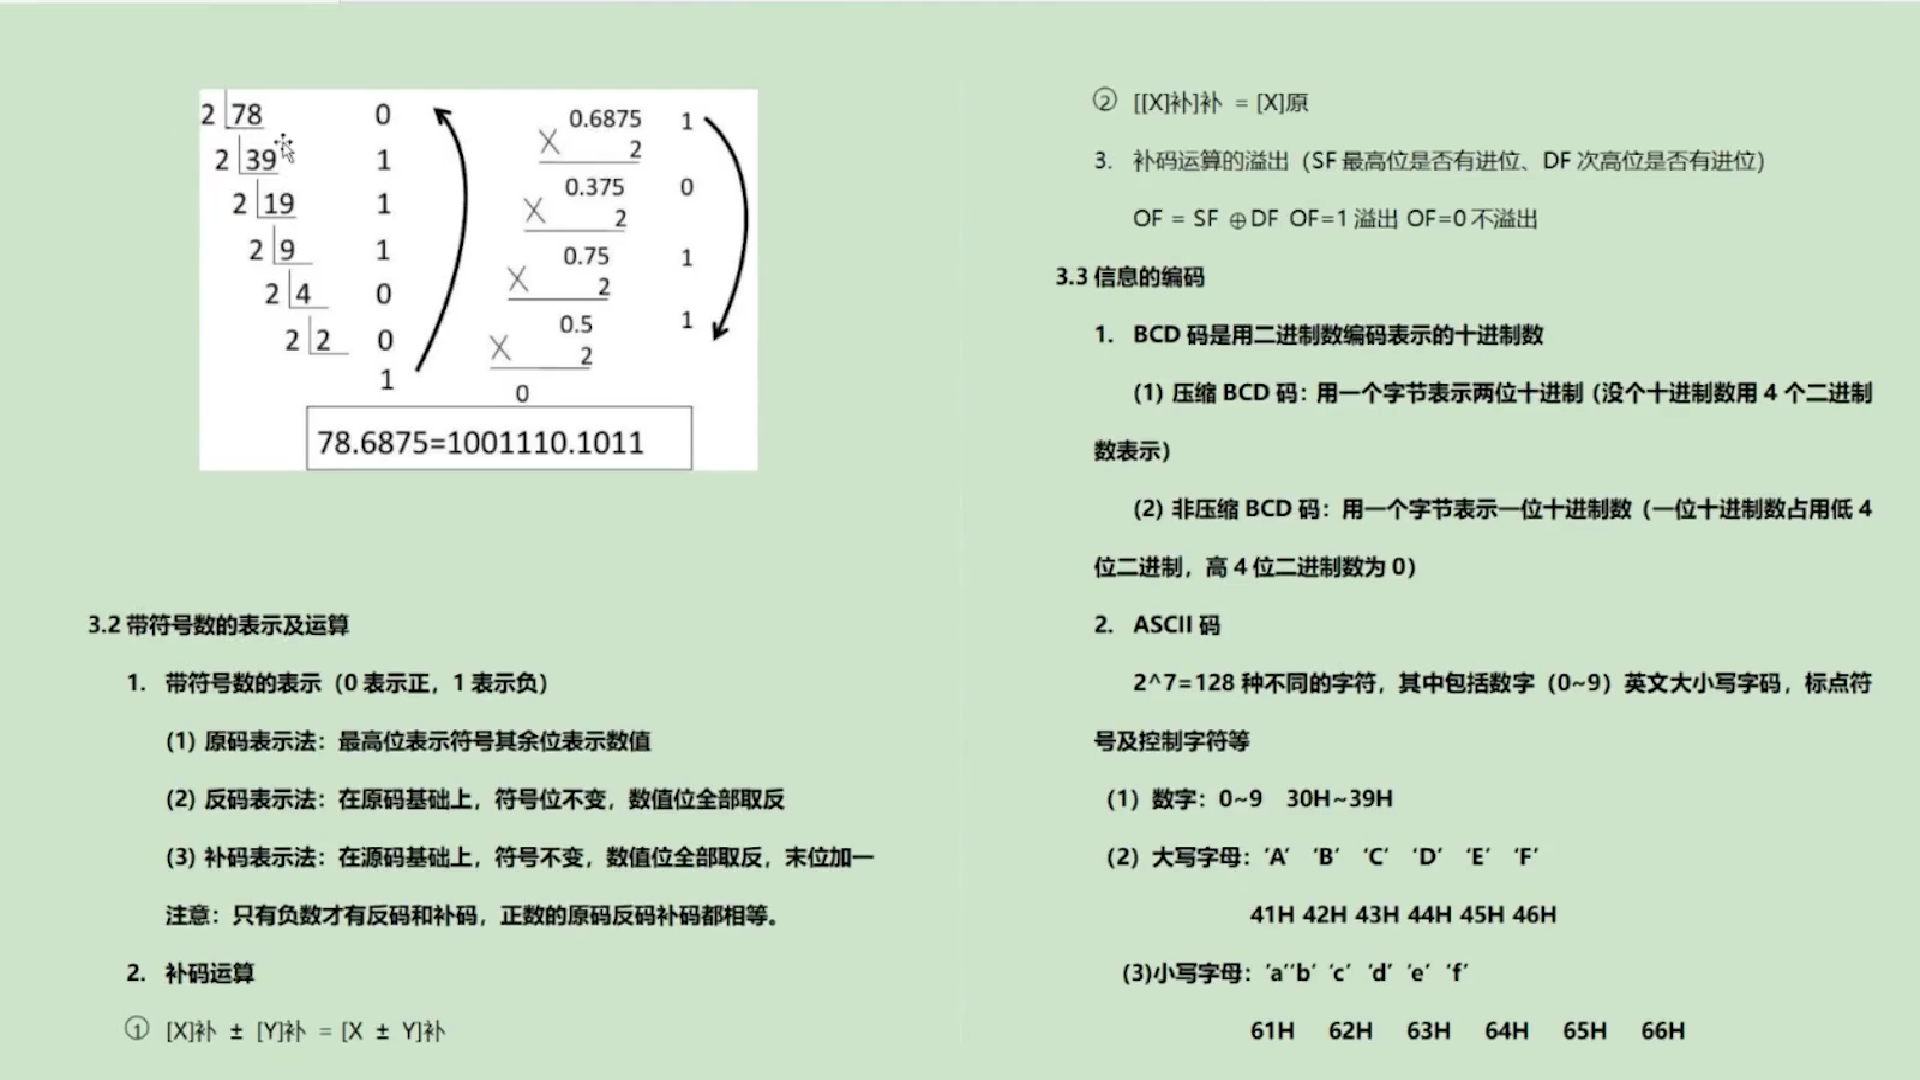 2 78 0
2 39 1
2 19 1
2 9 1
2 4 0
2 2 0
1
0.6875 1
X 2
0.375 0
X 2
0.75 1
X 2
0.5 1
X 2
0
78.6875=1001110.1011
3.2 带符号数的表示及运算
1. 带符号数的表示（0 表示正，1 表示负）
(1) 原码表示法：最高位表示符号其余位表示数值
(2) 反码表示法：在原码基础上，符号位不变，数值位全部取反
(3) 补码表示法：在源码基础上，符号不变，数值位全部取反，末位加一
注意：只有负数才有反码和补码，正数的原码反码补码都相等。
2. 补码运算
① [X]补 ± [Y]补 = [X ± Y]补
② [[X]补]补 = [X]原
3. 补码运算的溢出（SF 最高位是否有进位、DF 次高位是否有进位）
OF = SF ⊕DF OF=1 溢出 OF=0 不溢出
3.3 信息的编码
1. BCD 码是用二进制数编码表示的十进制数
(1) 压缩 BCD 码：用一个字节表示两位十进制（没个十进制数用 4 个二进制
数表示）
(2) 非压缩 BCD 码：用一个字节表示一位十进制数（一位十进制数占用低 4
位二进制，高 4 位二进制数为 0）
2. ASCII 码
2^7=128 种不同的字符，其中包括数字（0~9）英文大小写字码，标点符
号及控制字符等
（1）数字：0~9 30H~39H
（2）大写字母：‘A’ ‘B’ ‘C’ ‘D’ ‘E’ ‘F’
41H 42H 43H 44H 45H 46H
(3)小写字母：‘a’‘b’ ‘c’ ‘d’ ‘e’ ‘f’
61H 62H 63H 64H 65H 66H